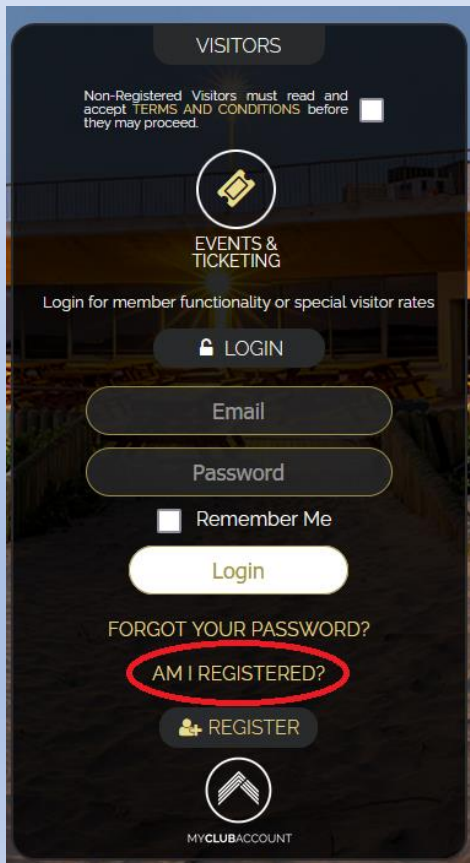 VISITORS
Non-Registered Visitors must read and
accept TERMS AND CONDITIONS before
they may proceed.
EVENTS &
TICKETING
Login for member functionality or special visitor rates
LOGIN
Email
Password
Remember Me
Login
FORGOT YOUR PASSWORD?
AM I REGISTERED?
REGISTER
MYCLUBACCOUNT